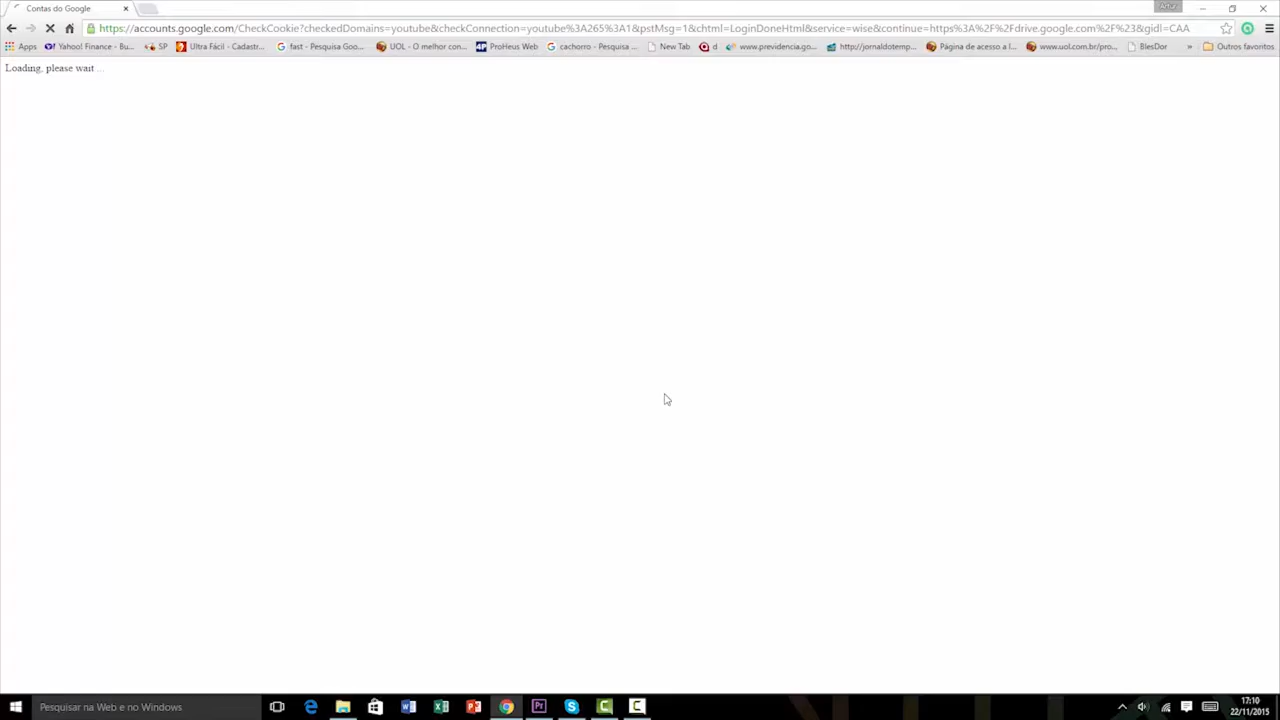 Contas do Google
https://accounts.google.com/CheckCookie?checkedDomains=youtube&checkConnection=youtube%3A265%3A1&pstMsg=1&chtml=LoginDoneHtml&service=wise&continue=https%3A%2F%2Fdrive.google.com%2F%23&gidl=CAA
Apps Yahoo! Finance - Bu... SP Ultra Fácil - Cadastr... fast - Pesquisa Goo... UOL - O melhor con... ProHeus Web cachorro - Pesquisa ... New Tab d www.previdencia.go... http://jornaldotemp... Página de acesso a l... www.uol.com.br/pro... BlesDor » Outros favoritos
Loading, please wait ...
Pesquisar na Web e no Windows
17:10
22/11/2015